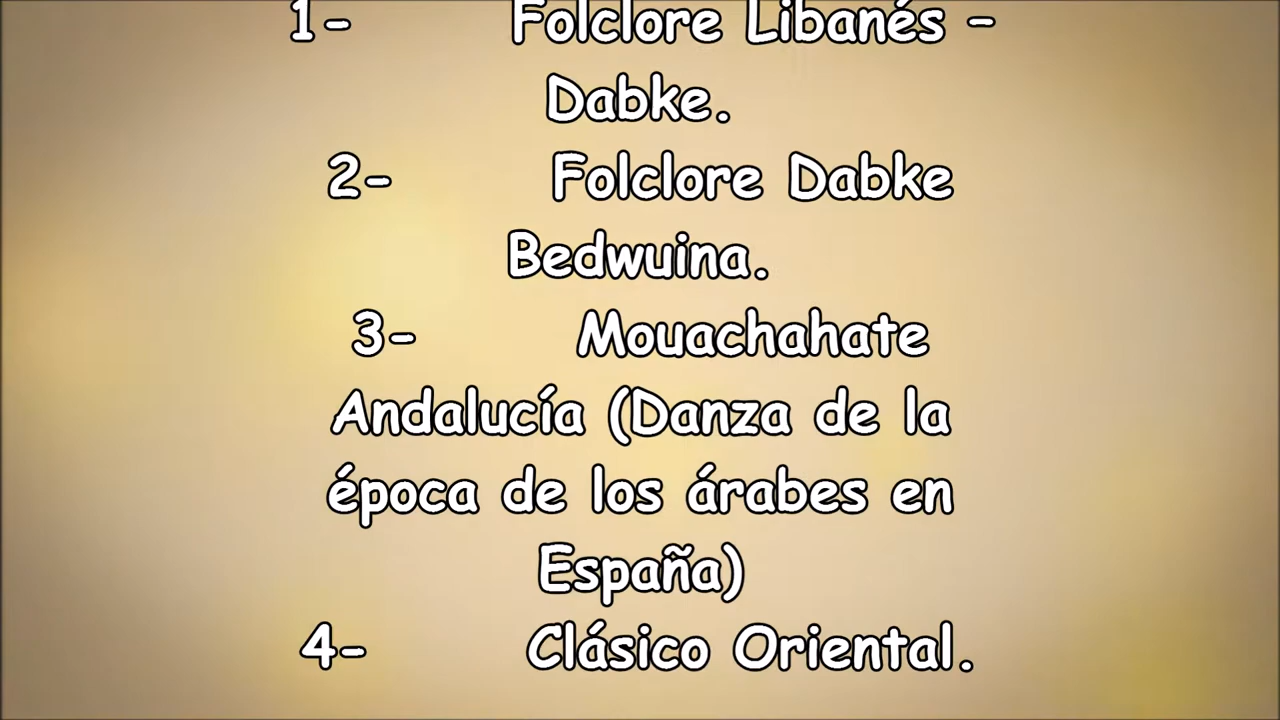 1- Folclore Libanés –
Dabke.
2- Folclore Dabke
Bedwuina.
3- Mouachahate
Andalucía (Danza de la
época de los árabes en
España)
4- Clásico Oriental.